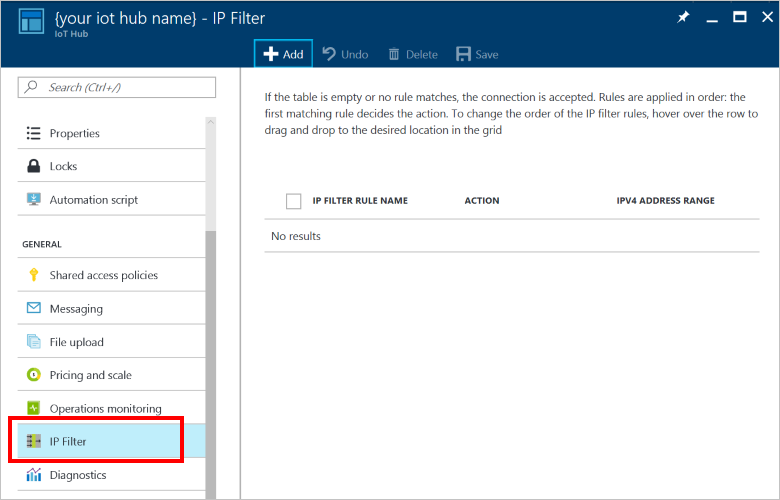 {your iot hub name} - IP Filter
IoT Hub
Add Undo Delete Save
Search (Ctrl+/)
Properties
Locks
Automation script
GENERAL
Shared access policies
Messaging
File upload
Pricing and scale
Operations monitoring
IP Filter
Diagnostics
If the table is empty or no rule matches, the connection is accepted. Rules are applied in order: the
first matching rule decides the action. To change the order of the IP filter rules, hover over the row to
drag and drop to the desired location in the grid
IP FILTER RULE NAME ACTION IPV4 ADDRESS RANGE
No results